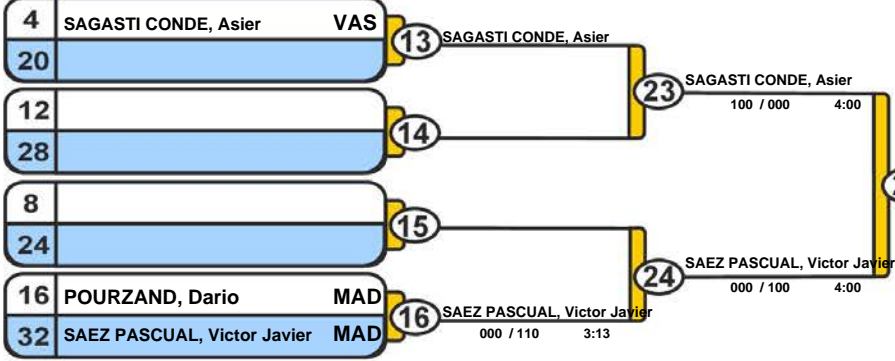 4 SAGASTI CONDE, Asier VAS
20
13 SAGASTI CONDE, Asier
12
28
14
23 SAGASTI CONDE, Asier
100 / 000 4:00
8
24
15
16 POURZAND, Dario MAD
32 SAEZ PASCUAL, Victor Javier MAD
16 SAEZ PASCUAL, Victor Javier
000 / 110 3:13
24 SAEZ PASCUAL, Victor Javier
000 / 100 4:00